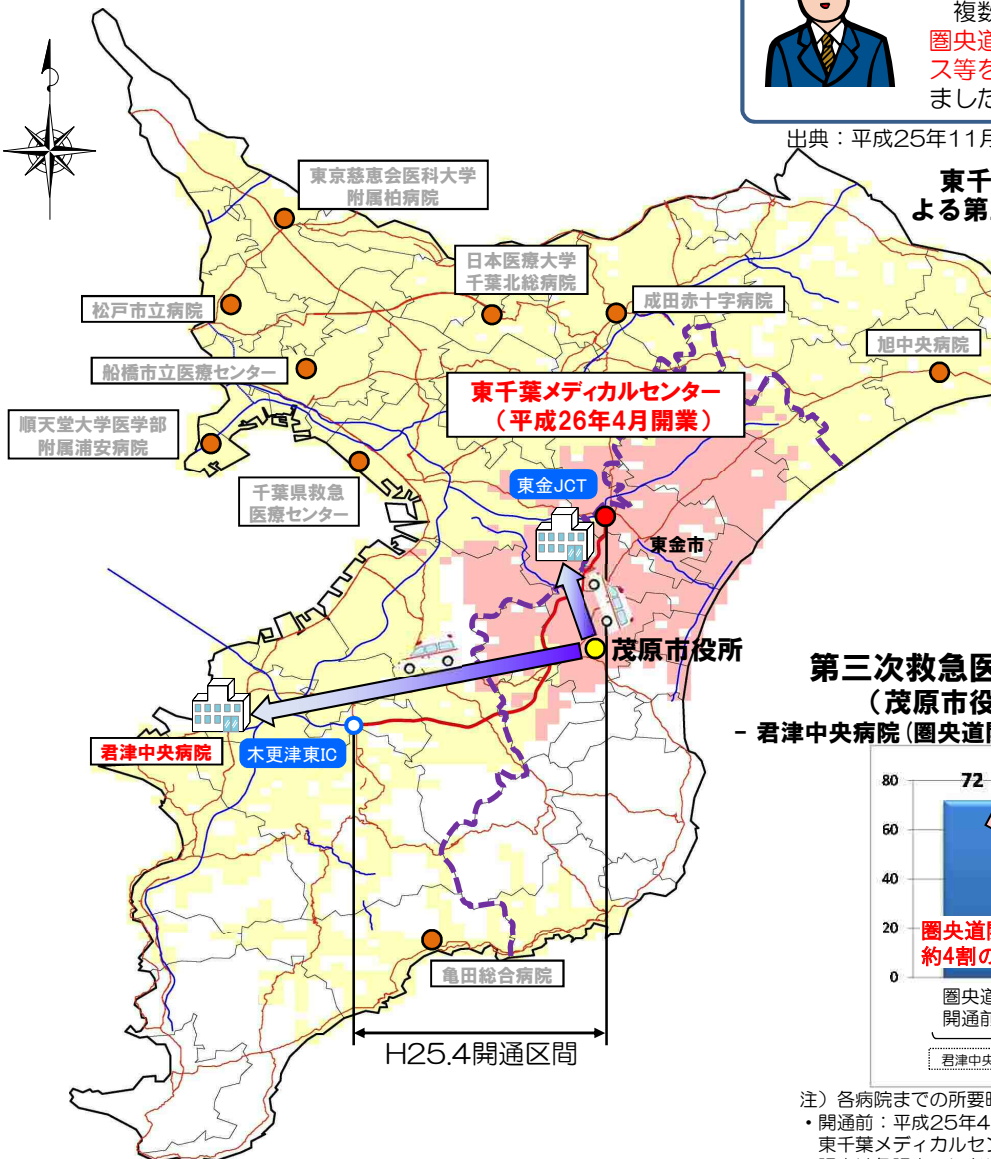 複数
圏央道
ス等を
ました
出典：平成25年11月
東千
よる第
東京慈恵会医科大学
附属柏病院
日本医療大学
千葉北総病院
成田赤十字病院
松戸市立病院
旭中央病院
船橋市立医療センター
東千葉メディカルセンター
（平成26年4月開業）
順天堂大学医学部
附属浦安病院
千葉県救急
医療センター
東金JCT
東金市
茂原市役所
君津中央病院
木更津東IC
亀田総合病院
H25.4開通区間
第三次救急医
（茂原市役
- 君津中央病院（圏央道
80
72
60
40
20
0
圏央道
約4割の
圏央道
開通前
君津中央
注）各病院までの所要時
・開通前：平成25年4
東千葉メディカルセン